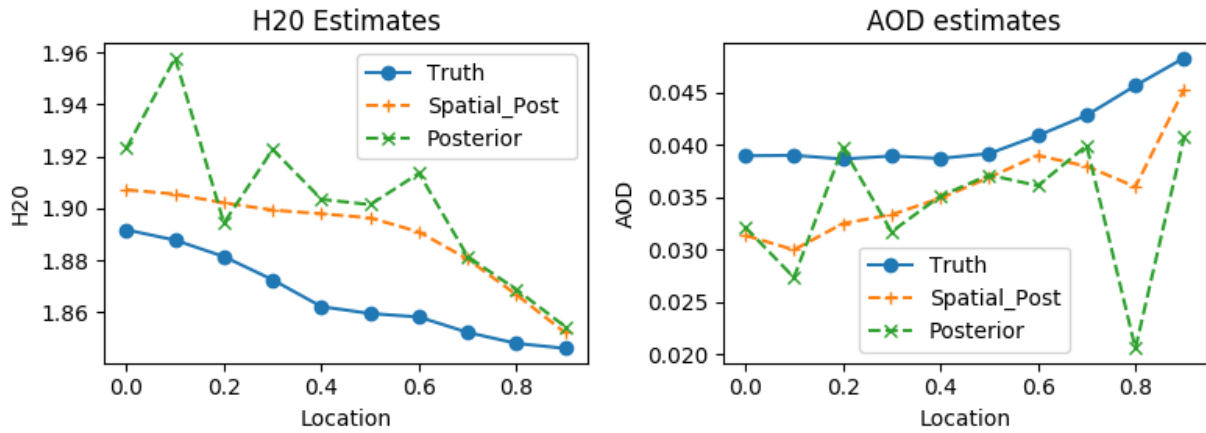 H20 Estimates
H20
1.96
1.94
1.92
1.90
1.88
1.86
Truth
Spatial_Post
Posterior
0.0
0.2
0.4
0.6
0.8
Location
AOD estimates
AOD
0.045
0.040
0.035
0.030
0.025
0.020
Truth
Spatial_Post
Posterior
0.0
0.2
0.4
0.6
0.8
Location